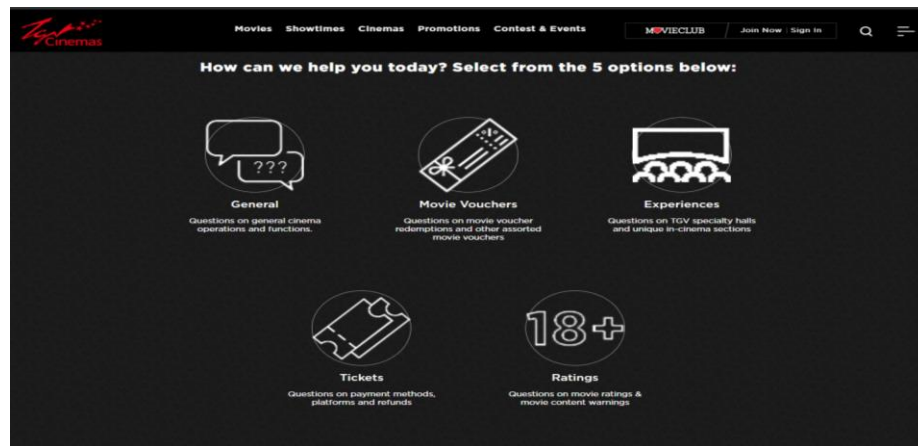 TGV Cinemas
Movies Showtimes Cinemas Promotions Contest & Events MOVIECLUB Join Now Sign In
How can we help you today? Select from the 5 options below:
???
General
Questions on general cinema
operations and functions.
Movie Vouchers
Questions on movie voucher
redemptions and other assorted
movie vouchers
Experiences
Questions on TGV specialty halls
and unique in-cinema sections
Tickets
Questions on payment methods,
platforms and refunds
18+
Ratings
Questions on movie ratings &
movie content warnings